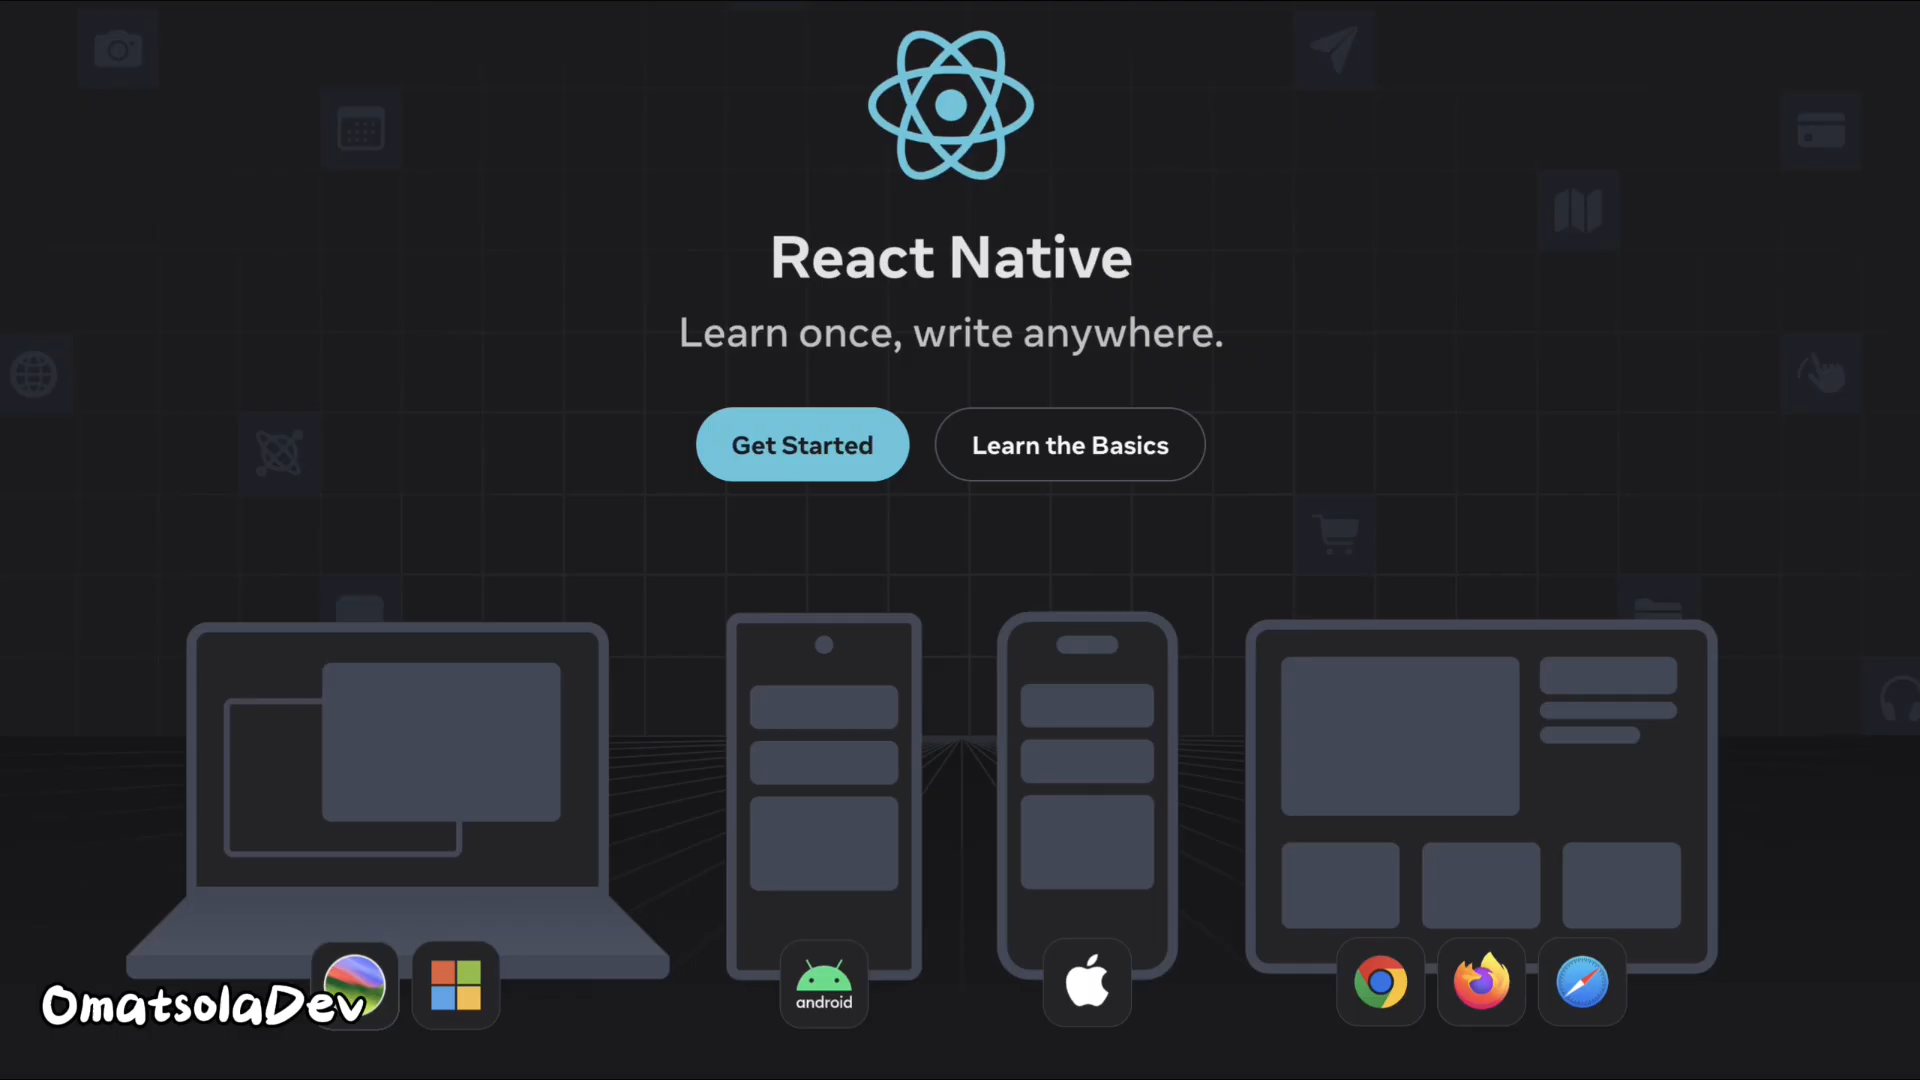 React Native
Learn once, write anywhere.
Get Started
Learn the Basics
android
OmatsolaDev